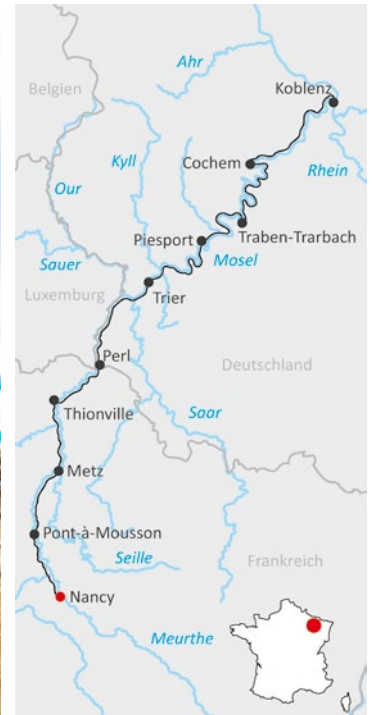 Ahr
Koblenz
Belgien
Kyll
Cochem
Rhein
Our
Traben-Trarbach
Piesport
Mosel
Sauer
Luxemburg
Trier
Perl
Deutschland
Thionville
Saar
Metz
Pont-à-Mousson
Seille
Frankreich
Nancy
Meurthe